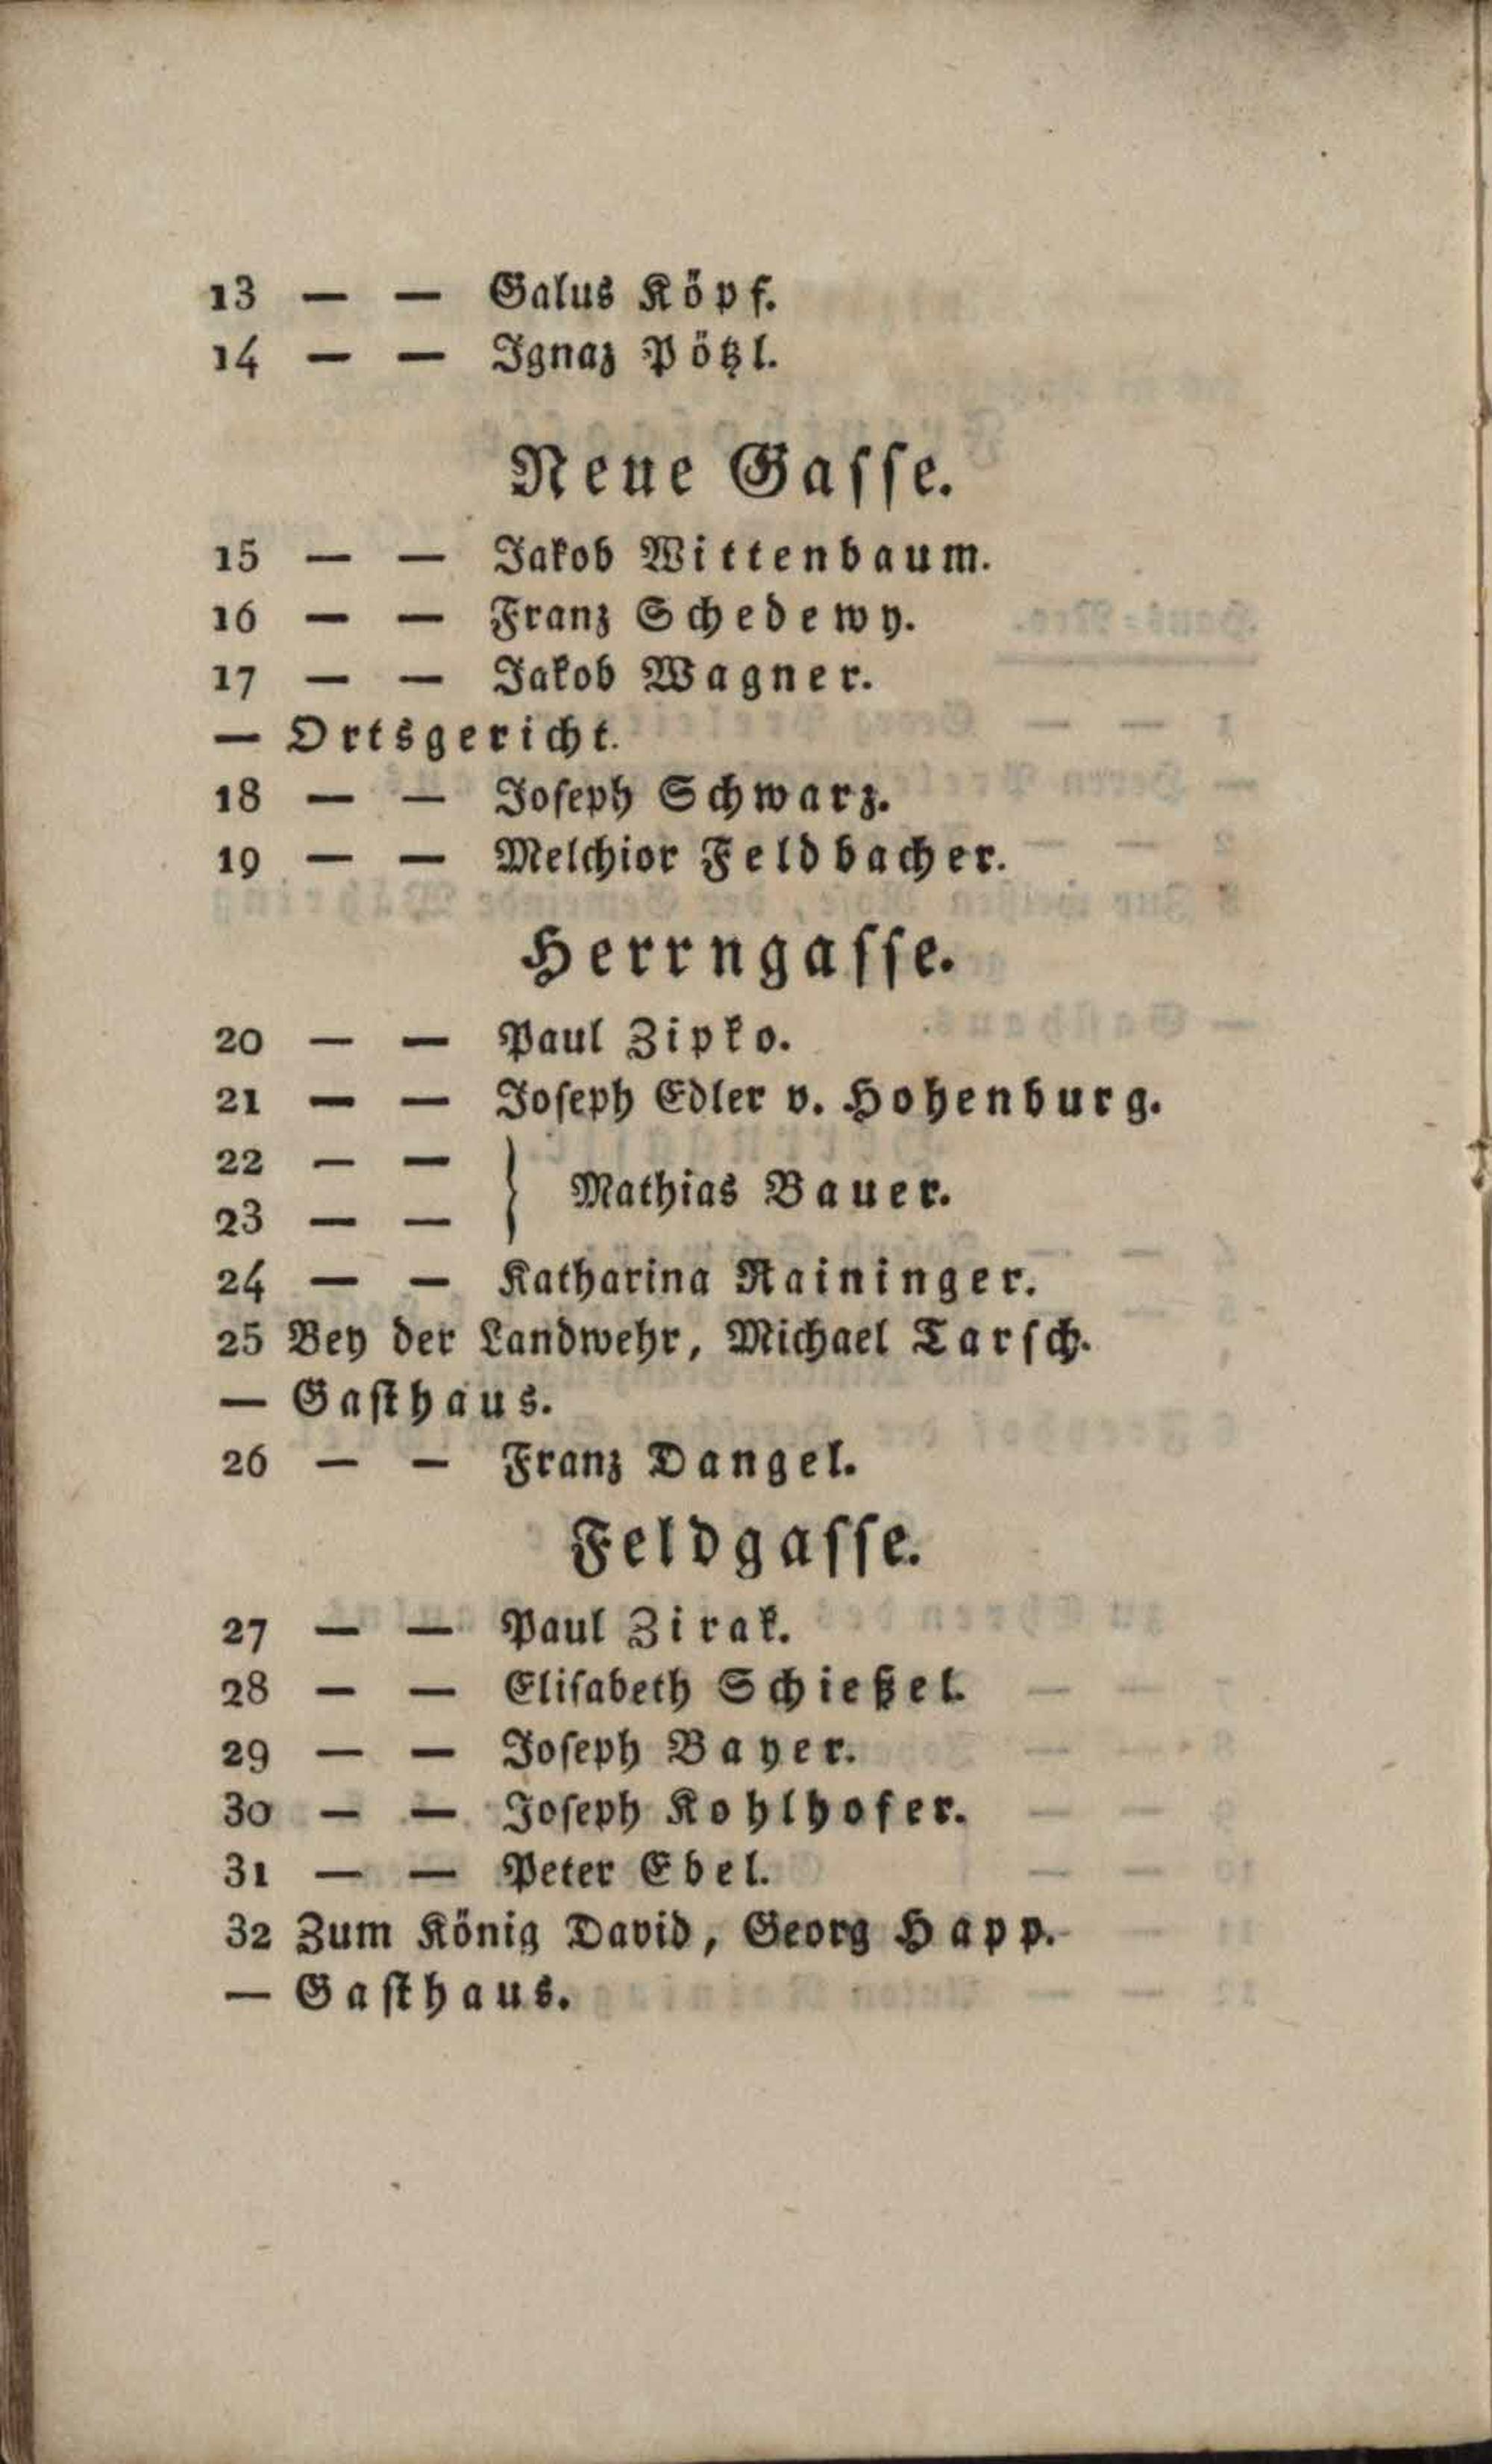 13 — — Galus Köpf.
14 — — Ignaz Pötzl.
Neue Gasse.
15 — — Jakob Wittenbaum.
16 — — Franz Schedewy.
17 — — Jakob Wagner.
— Ortsgericht.
18 — — Joseph Schwarz.
19 — — Melchior Feldbacher.
Herrngasse.
20 — — Paul Zipko.
21 — — Joseph Edler v. Hohenburg.
22 — —
23 — — } Mathias Bauer.
24 — — Katharina Raininger.
25 Bey der Landwehr, Michael Tarsch.
— Gasthaus.
26 — — Franz Dangel.
Feldgasse.
27 — — Paul Zirak.
28 — — Elisabeth Schießel.
29 — — Joseph Bayer.
30 — — Joseph Kohlhofer.
31 — — Peter Ebel.
32 Zum König David, Georg Happ.
— Gasthaus.